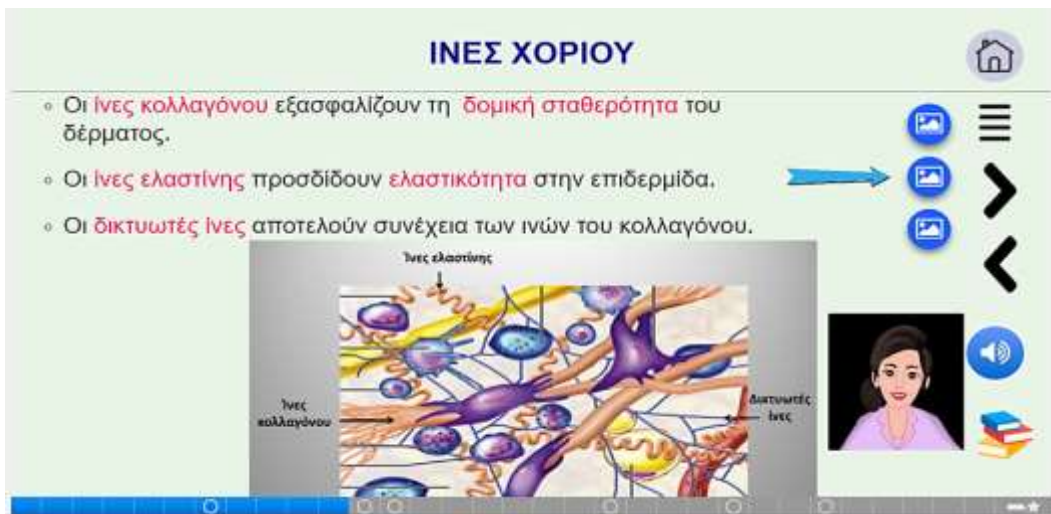 ΙΝΕΣ ΧΟΡΙΟΥ
Οι ίνες κολλαγόνου εξασφαλίζουν τη δομική σταθερότητα του
δέρματος.
Οι ίνες ελαστίνης προσδίδουν ελαστικότητα στην επιδερμίδα.
Οι δικτυωτές ίνες αποτελούν συνέχεια των ινών του κολλαγόνου.
Ίνες ελαστίνης
Ίνες
κολλαγόνου
Δικτυωτές
ίνες